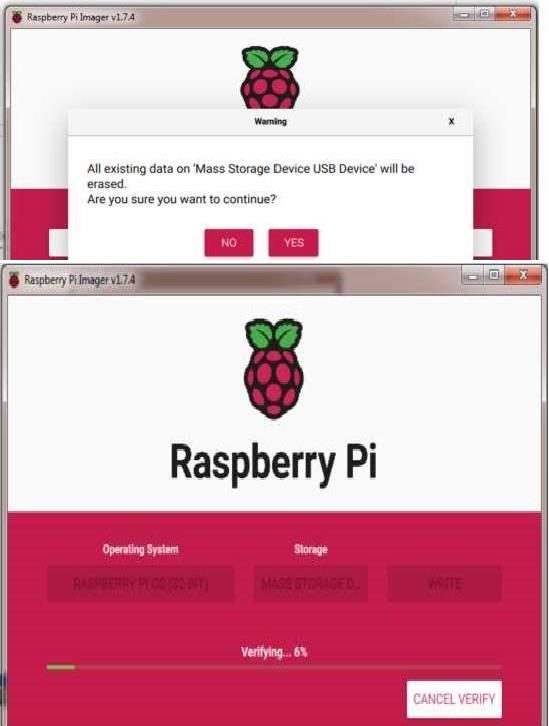 Raspberry Pi Imager v1.7.4
Warning
X
All existing data on 'Mass Storage Device USB Device' will be
erased.
Are you sure you want to continue?
NO YES
Raspberry Pi Imager v1.7.4
Raspberry Pi
Operating System Storage
RASPBERRY PI OS (32-BIT) MASS STORAGE D... WRITE
Verifying... 6%
CANCEL VERIFY